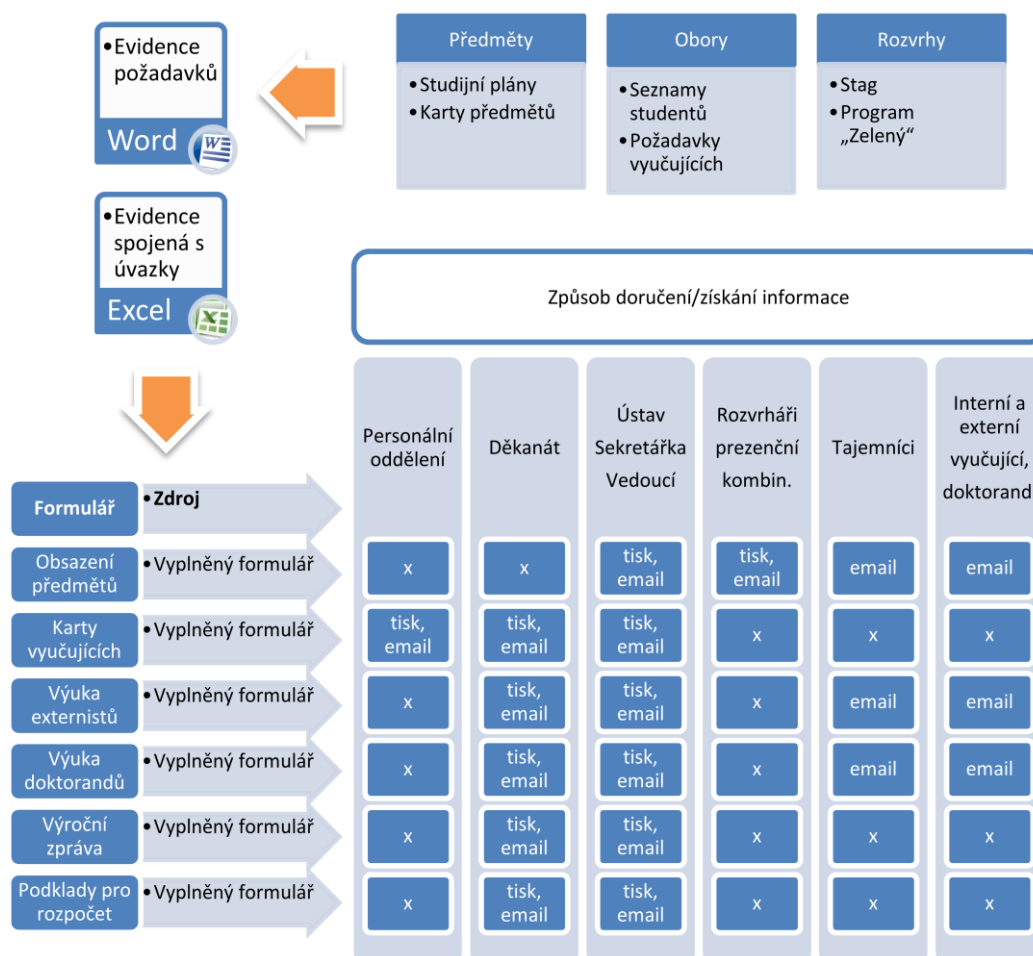 • Evidence
požadavků
Word
Předměty
• Studijní plány
• Karty předmětů
Obory
• Seznamy
studentů
• Požadavky
vyučujících
Rozvrhy
• Stag
• Program
„Zelený“
• Evidence
spojená s
úvazky
Excel
Způsob doručení/získání informace
Personální
oddělení
Děkanát
Ústav
Sekretářka
Vedoucí
Rozvrháři
prezenční
kombin.
Tajemníci
Interní a
externí
vyučující,
doktorand
Formulář
• Zdroj
Obsazení
předmětů
• Vyplněný formulář
x
x
tisk,
email
tisk,
email
email
email
Karty
vyučujících
• Vyplněný formulář
tisk,
email
tisk,
email
tisk,
email
x
x
x
Výuka
externistů
• Vyplněný formulář
x
tisk,
email
tisk,
email
x
email
email
Výuka
doktorandů
• Vyplněný formulář
x
tisk,
email
tisk,
email
x
email
email
Výroční
zpráva
• Vyplněný formulář
x
tisk,
email
tisk,
email
x
x
x
Podklady pro
rozpočet
• Vyplněný formulář
x
tisk,
email
tisk,
email
x
x
x